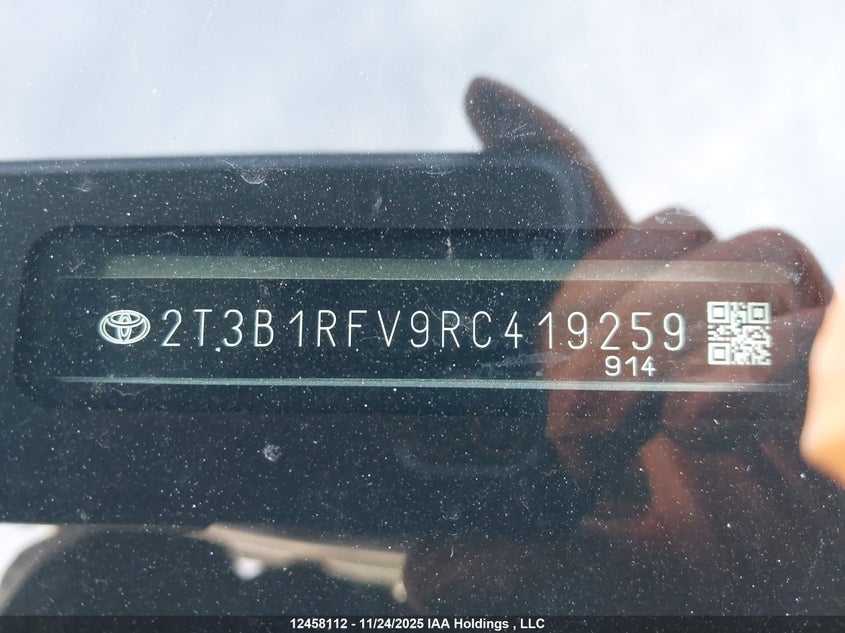 2T3B1RFV9RC419259
914
12458112 - 11/24/2025 IAA Holdings , LLC